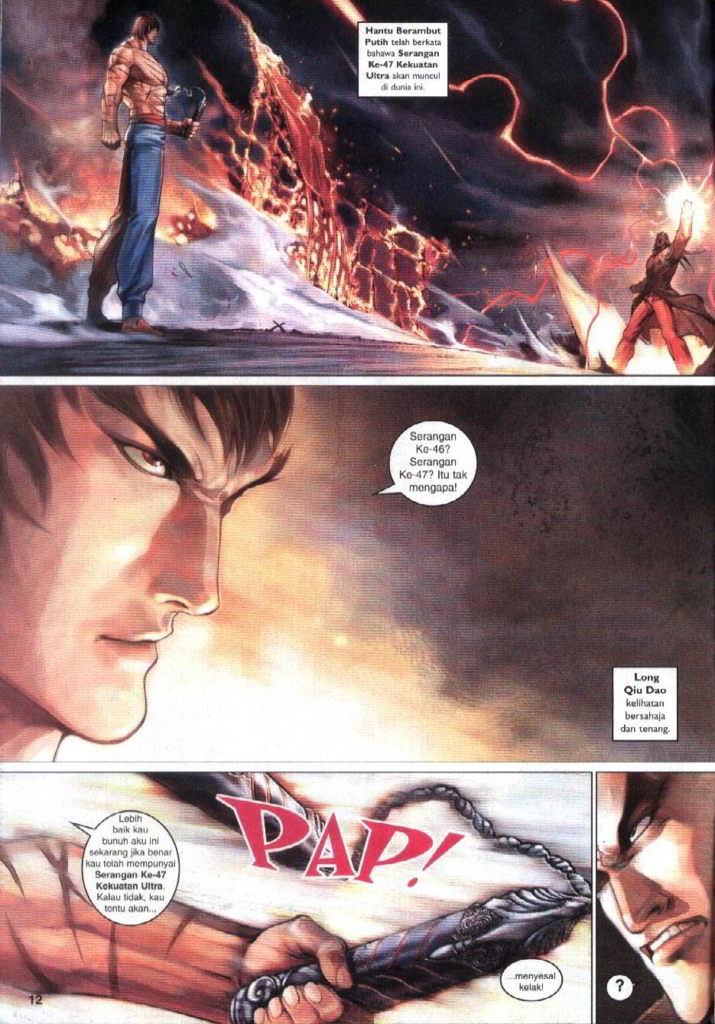 Hantu Berambut
Putih telah berkata
bahawa Serangan
Ke-47 Kekuatan
Ultra akan muncul
di dunia ini.
Serangan
Ke-46?
Serangan
Ke-47? Itu tak
mengapa!
Long
Qiu Dao
kelihatan
bersahaja
dan tenang.
Lebih
baik kau
bunuh aku ini
sekarang jika benar
kau telah mempunyai
Serangan Ke-47
Kekuatan Ultra.
Kalau tidak, kau
tentu akan...
PAP!
...menyesal
kelak!
?
12